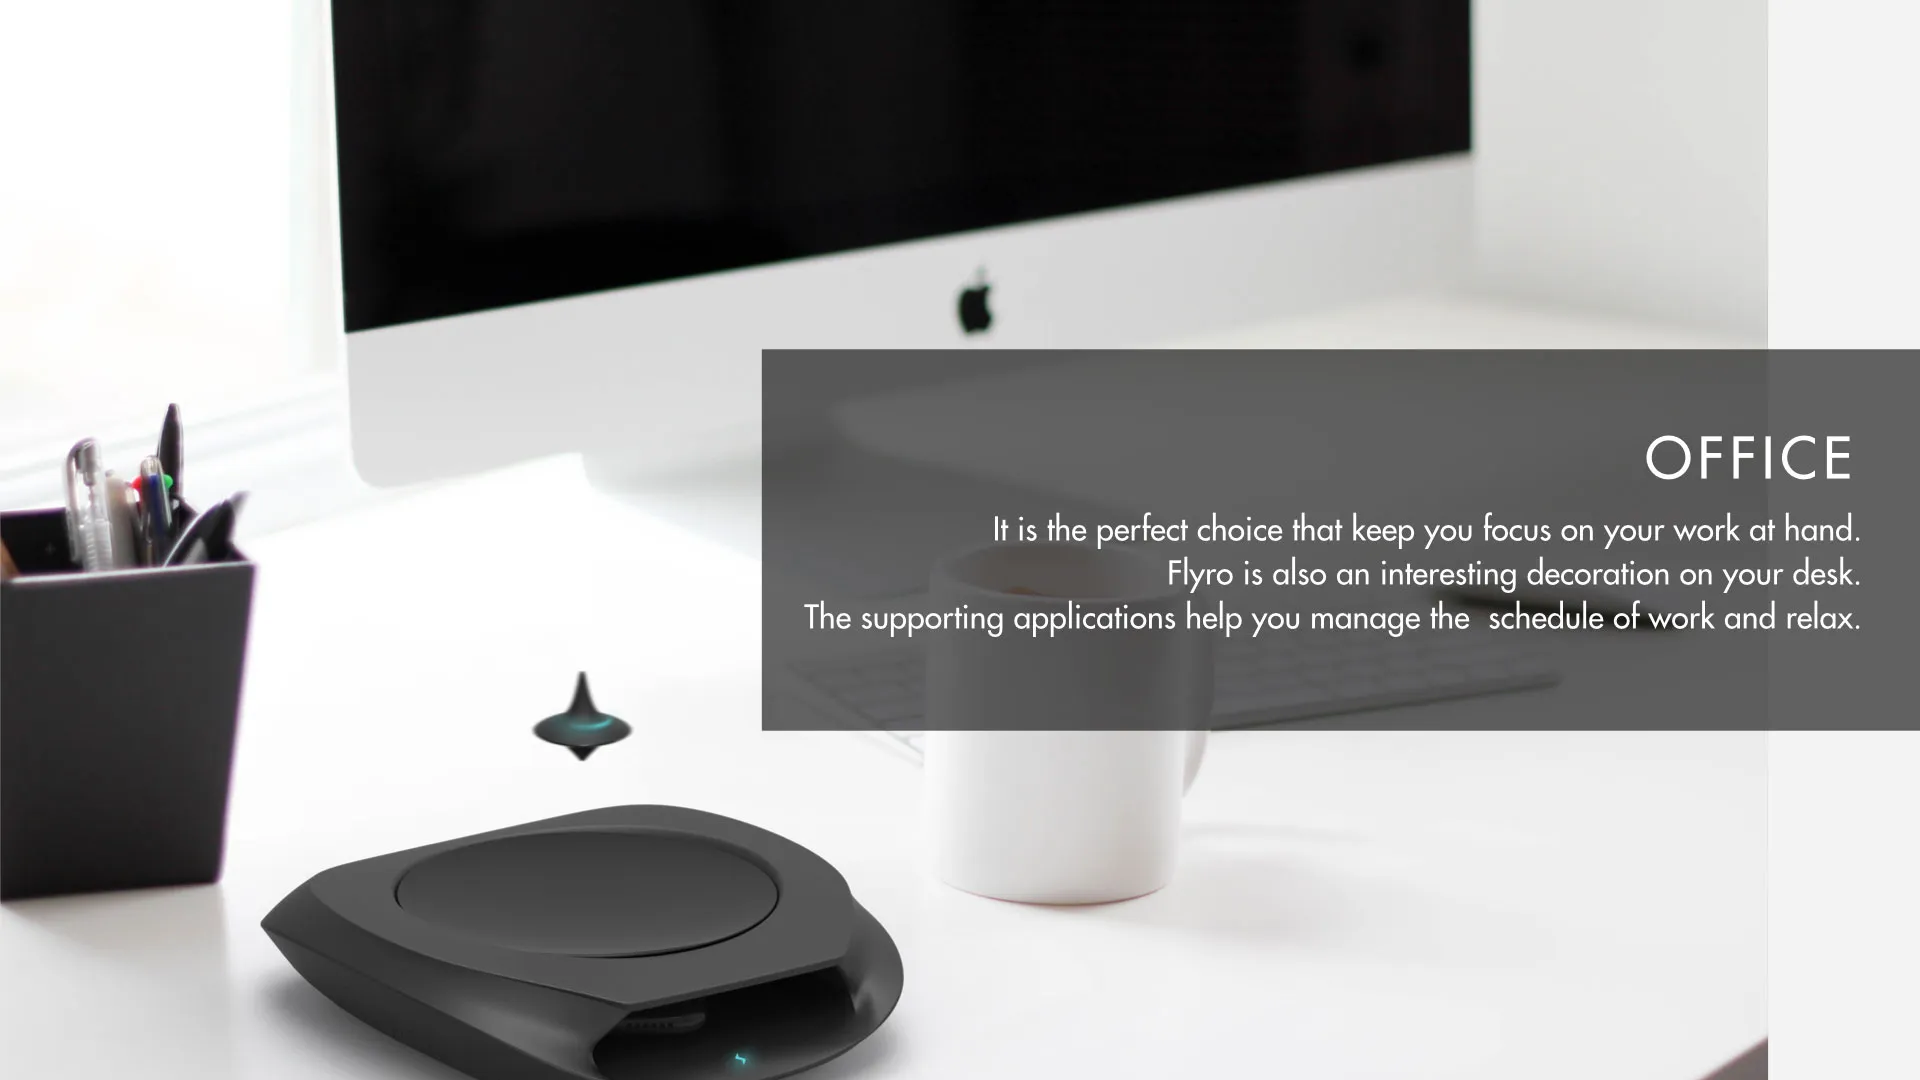 OFFICE
It is the perfect choice that keep you focus on your work at hand.
Flyro is also an interesting decoration on your desk.
The supporting applications help you manage the  schedule of work and relax.